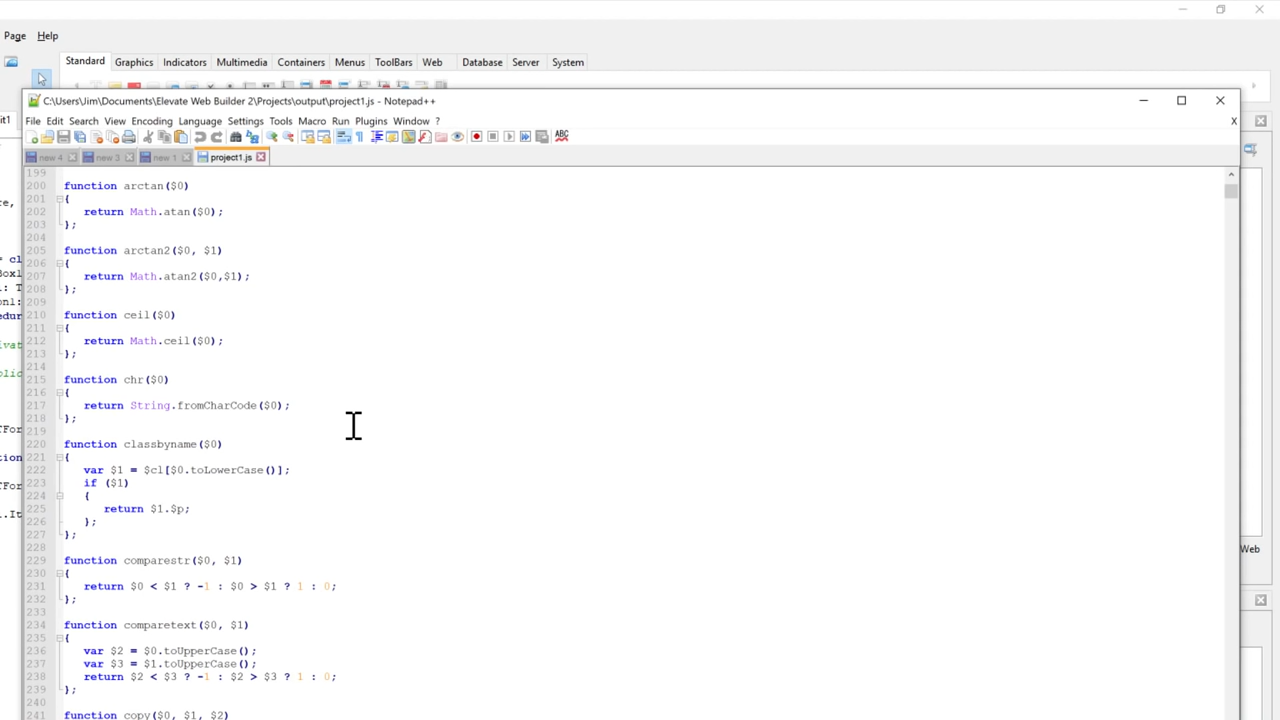 Page Help
Standard Graphics Indicators Multimedia Containers Menus ToolBars Web Database Server System
C:\Users\Jim\Documents\Elevate Web Builder 2\Projects\output\project1.js - Notepad++
File Edit Search View Encoding Language Settings Tools Macro Run Plugins Window ? X
ABC
new 4 new 3 new 1 project1.js
199
200 function arctan($0)
201 {
202 return Math.atan($0);
203 };
204
205 function arctan2($0, $1)
206 {
207 return Math.atan2($0,$1);
208 };
209
210 function ceil($0)
211 {
212 return Math.ceil($0);
213 };
214
215 function chr($0)
216 {
217 return String.fromCharCode($0);
218 };
219
220 function classbyname($0)
221 {
222 var $1 = $cl[$0.toLowerCase()];
223 if ($1)
224 {
225 return $1.$p;
226 };
227 };
228
229 function comparestr($0, $1)
230 {
231 return $0 < $1 ? -1 : $0 > $1 ? 1 : 0;
232 };
233
234 function comparetext($0, $1)
235 {
236 var $2 = $0.toUpperCase();
237 var $3 = $1.toUpperCase();
238 return $2 < $3 ? -1 : $2 > $3 ? 1 : 0;
239 };
240
241 function copy($0, $1, $2)
Web